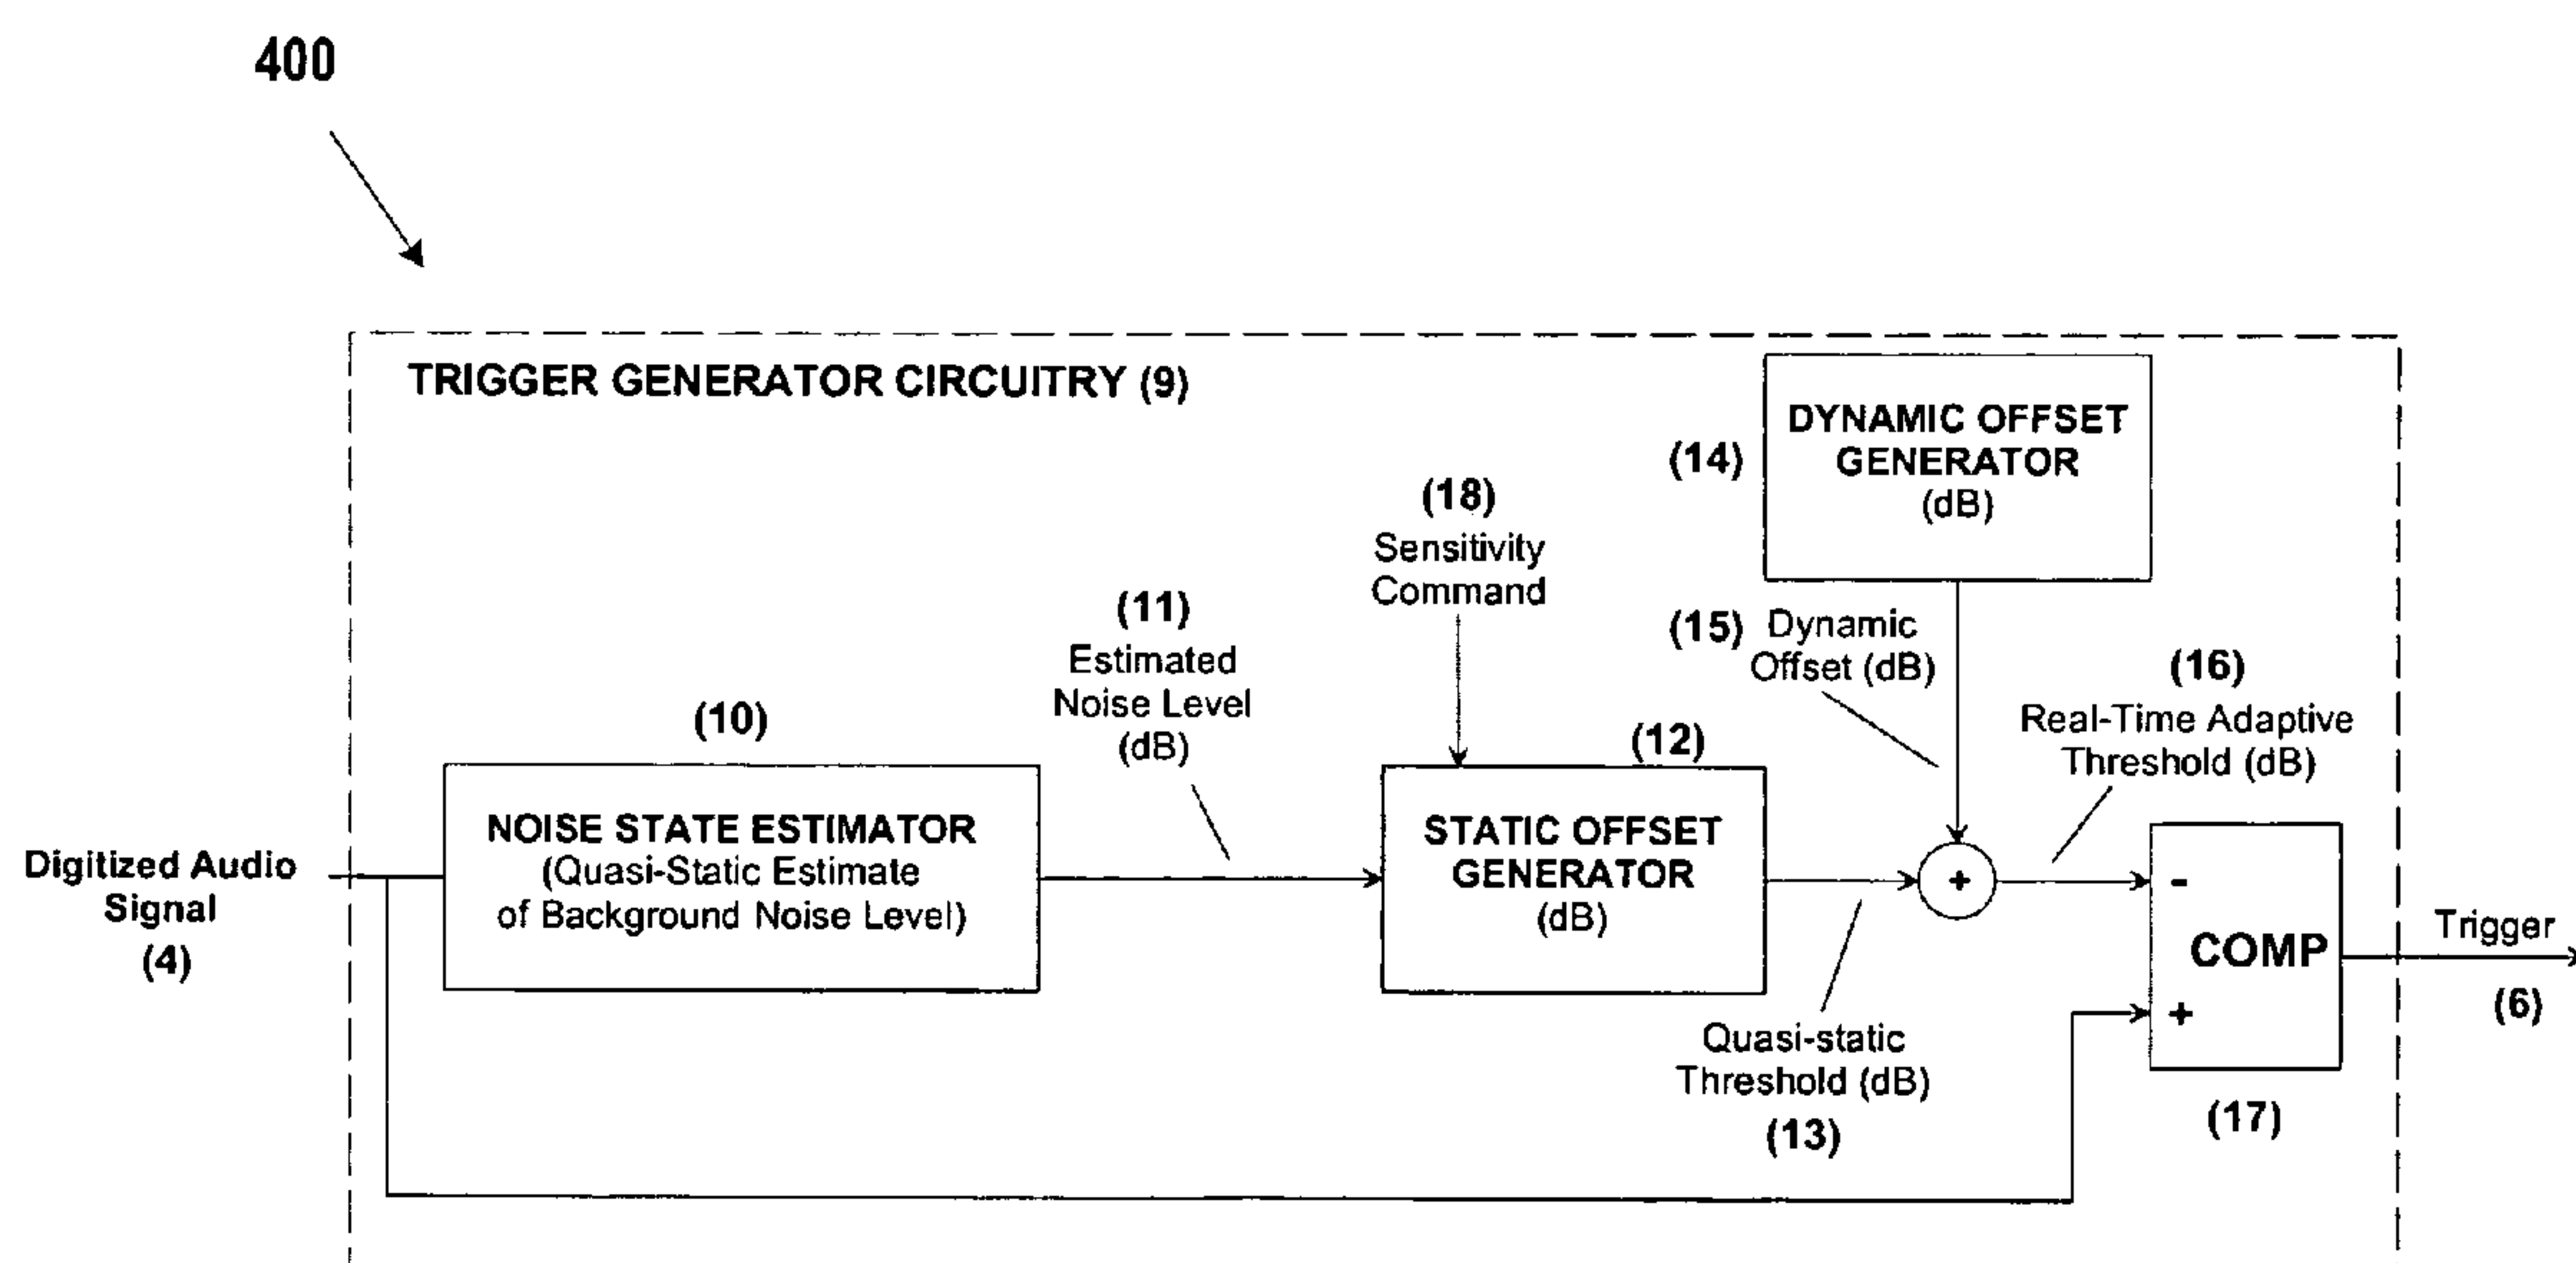 400
TRIGGER GENERATOR CIRCUITRY (9)
DYNAMIC OFFSET
GENERATOR
(dB)
(14)
(18)
Sensitivity
Command
(11)
Estimated
Noise Level
(dB)
(15) Dynamic
Offset (dB)
(16)
Real-Time Adaptive
Threshold (dB)
(10)
(12)
NOISE STATE ESTIMATOR
(Quasi-Static Estimate
of Background Noise Level)
STATIC OFFSET
GENERATOR
(dB)
Digitized Audio
Signal
(4)
+
-
COMP
+
Trigger
(6)
Quasi-static
Threshold (dB)
(13)
(17)